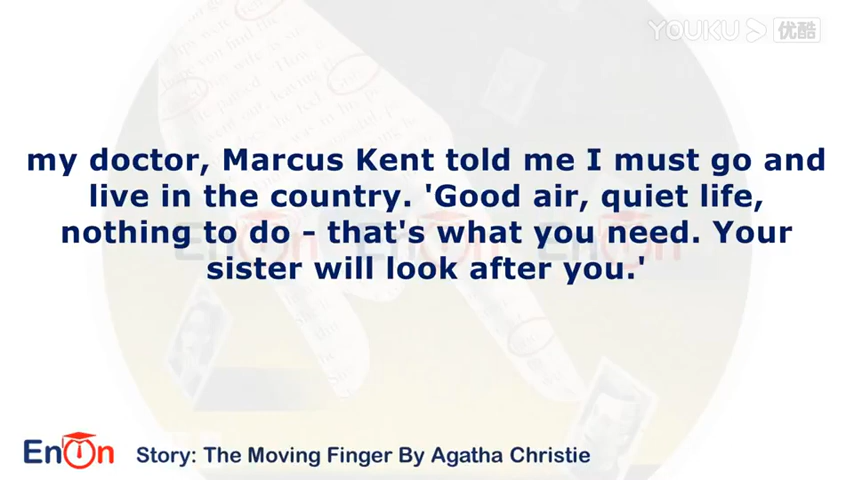 YOUKU 优酷
my doctor, Marcus Kent told me I must go and
live in the country. 'Good air, quiet life,
nothing to do - that's what you need. Your
sister will look after you.'
EnOn
Story: The Moving Finger By Agatha Christie